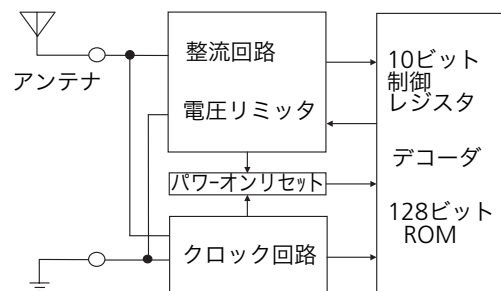 アンテナ
整流回路
電圧リミッタ
パワーオンリセット
クロック回路
10ビット
制御
レジスタ
デコーダ
128ビット
ROM